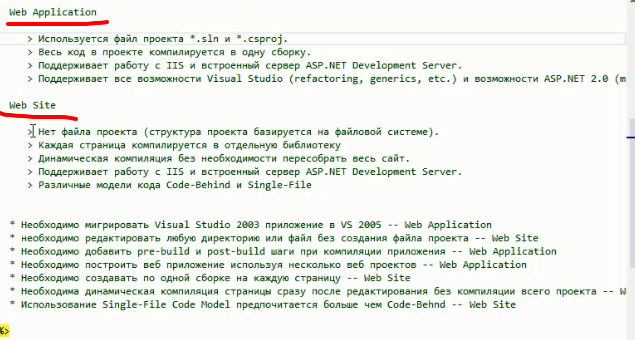 Web Application
> Используется файл проекта *.sln и *.csproj.
> Весь код в проекте компилируется в одну сборку.
> Поддерживает работу с IIS и встроенный сервер ASP.NET Development Server.
> Поддерживает все возможности Visual Studio (refactoring, generics, etc.) и возможности ASP.NET 2.0 (m
Web Site
> Нет файла проекта (структура проекта базируется на файловой системе).
> Каждая страница компилируется в отдельную библиотеку
> Динамическая компиляция без необходимости пересобрать весь сайт.
> Поддерживает работу с IIS и встроенный сервер ASP.NET Development Server.
> Различные модели кода Code-Behind и Single-File
* Необходимо мигрировать Visual Studio 2003 приложение в VS 2005 -- Web Application
* необходимо редактировать любую директорию или файл без создания файла проекта -- Web Site
* Необходимо добавить pre-build и post-build шаги при компиляции приложения -- Web Application
* Необходимо построить веб приложение используя несколько веб проектов -- Web Application
* Необходимо создавать по одной сборке на каждую страницу -- Web Site
* Необходима динамическая компиляция страницы сразу после редактирования без компиляции всего проекта -- W
* Использование Single-File Code Model предпочитается больше чем Code-Behnd -- Web Site
%>